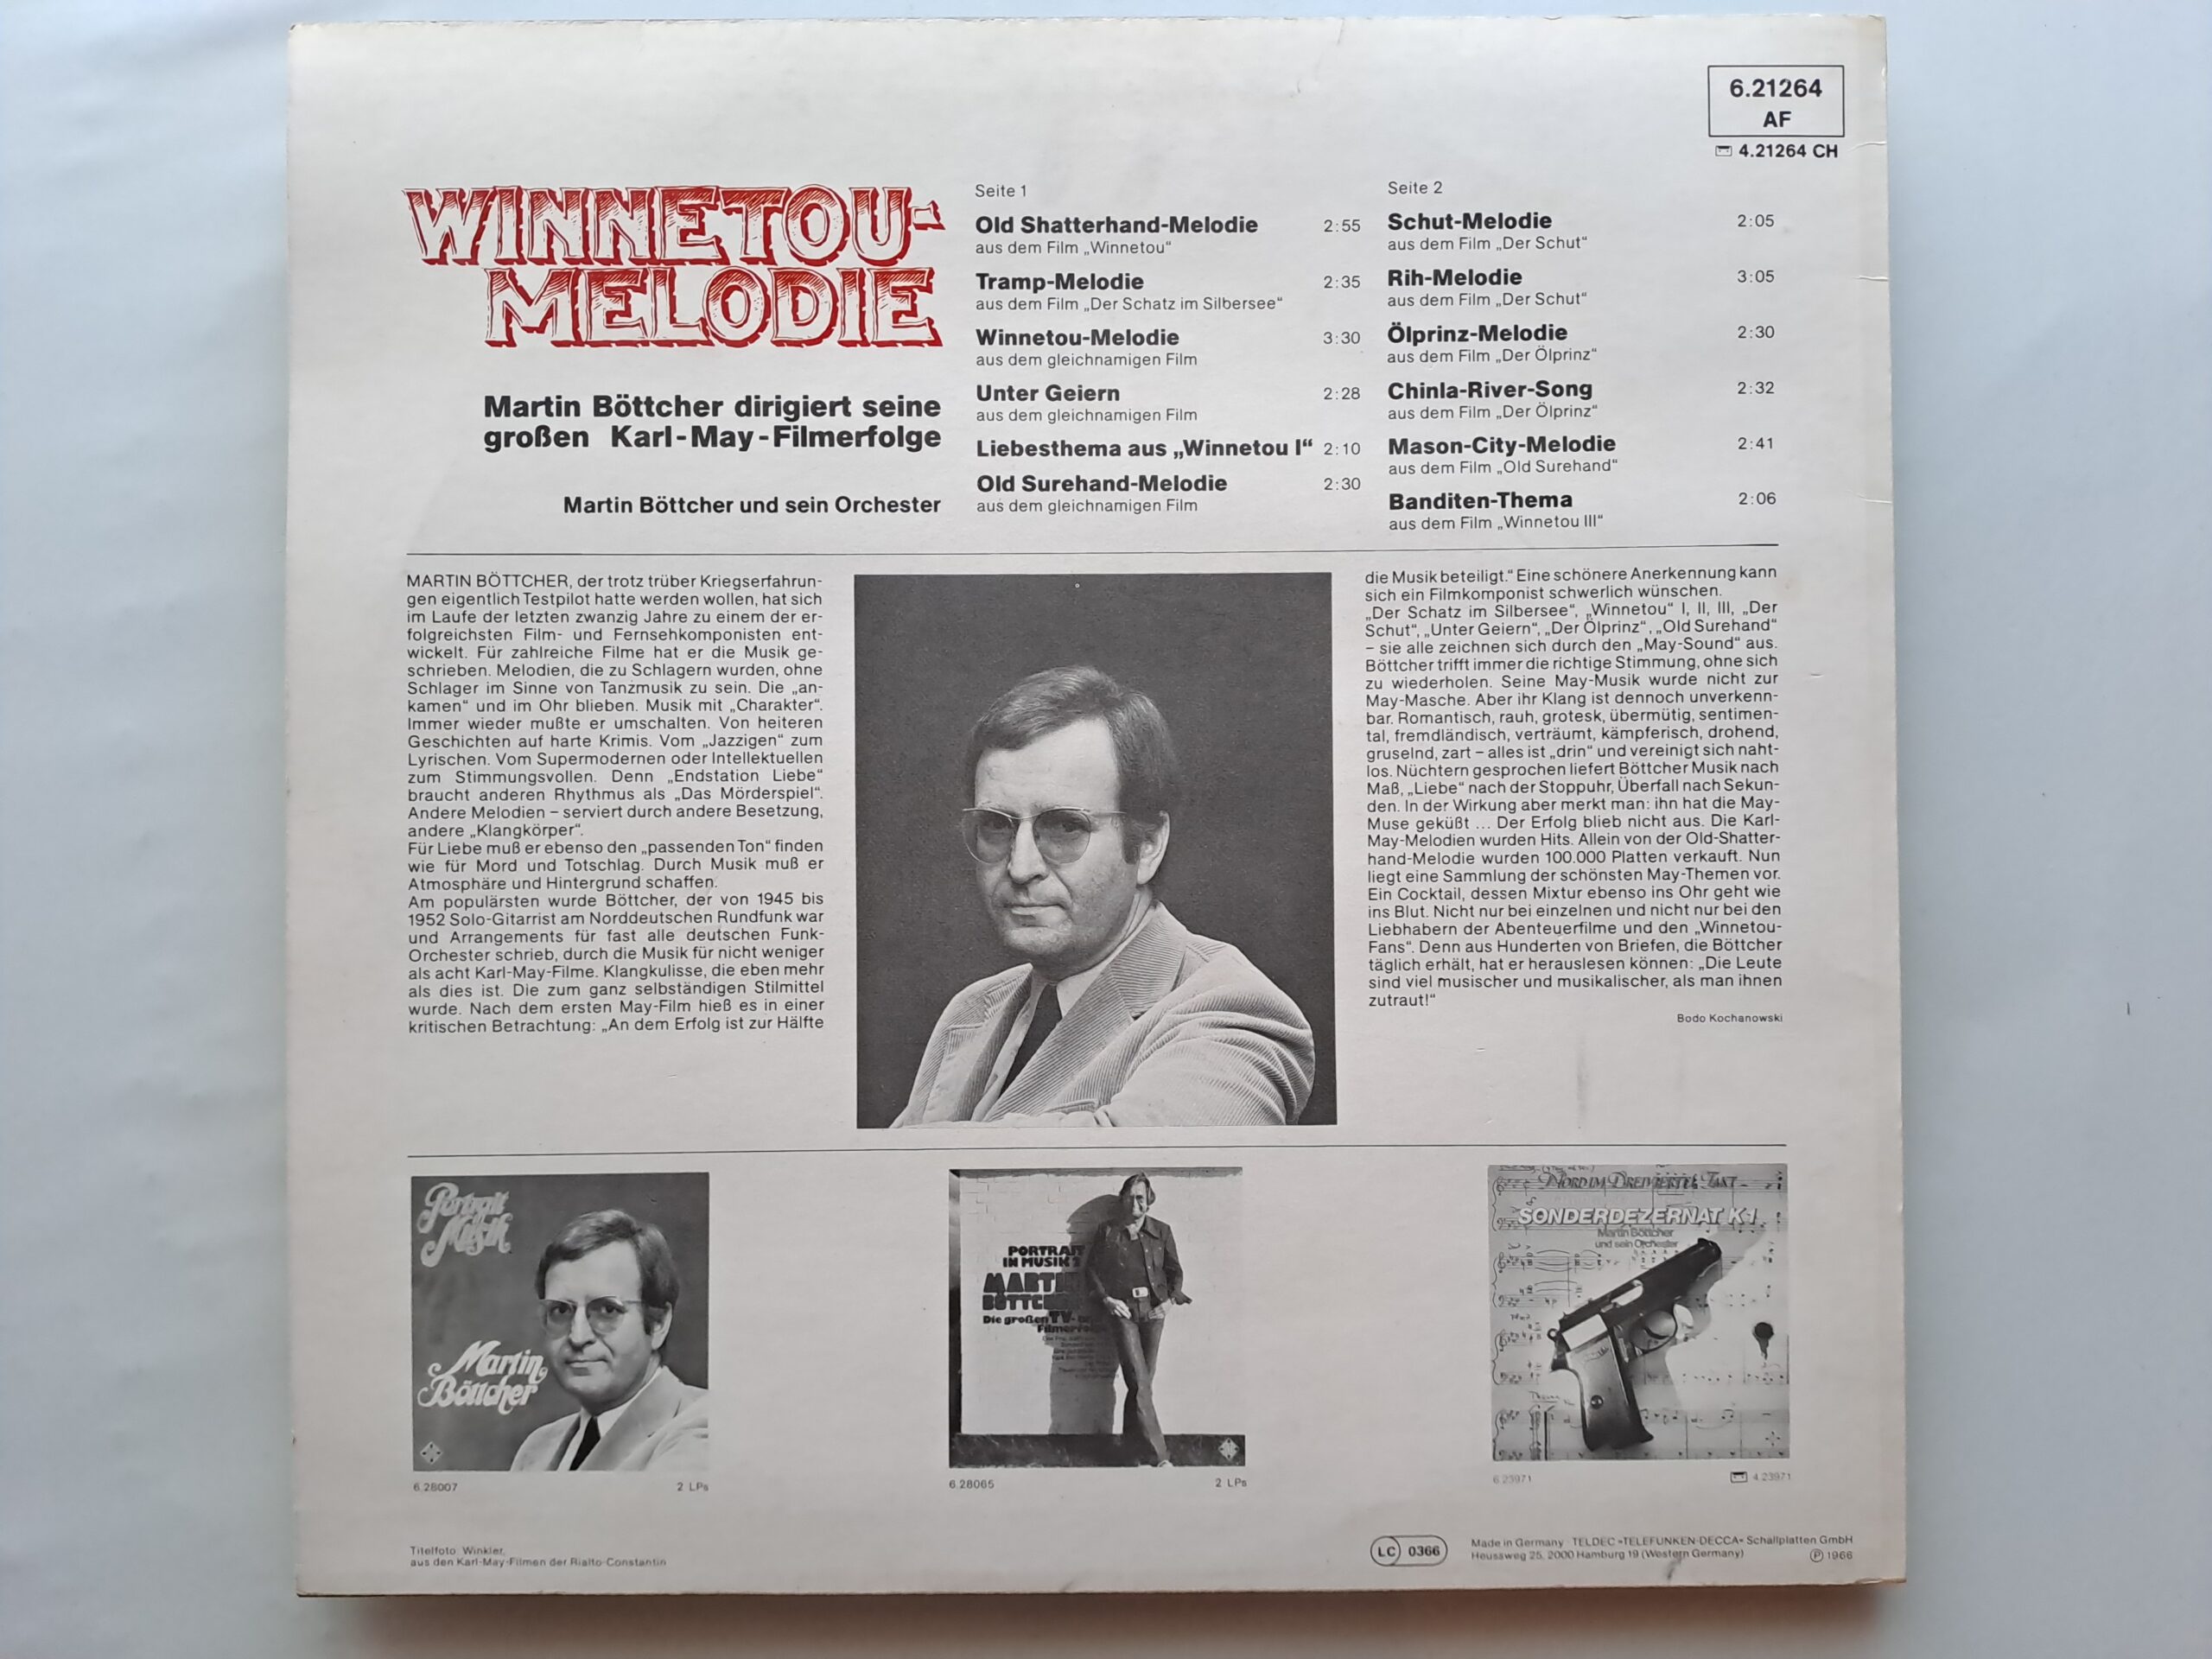 6.21264
AF
4.21264 CH
WINNETOU-
MELODIE
Martin Böttcher dirigiert seine
großen Karl-May-Filmerfolge
Martin Böttcher und sein Orchester
Seite 1
Old Shatterhand-Melodie 2:55
aus dem Film „Winnetou“
Tramp-Melodie 2:35
aus dem Film „Der Schatz im Silbersee“
Winnetou-Melodie 3:30
aus dem gleichnamigen Film
Unter Geiern 2:28
aus dem gleichnamigen Film
Liebesthema aus „Winnetou I“ 2:10
Old Surehand-Melodie 2:30
aus dem gleichnamigen Film
Seite 2
Schut-Melodie 2:05
aus dem Film „Der Schut“
Rih-Melodie 3:05
aus dem Film „Der Schut“
Ölprinz-Melodie 2:30
aus dem Film „Der Ölprinz“
Chinla-River-Song 2:32
aus dem Film „Der Ölprinz“
Mason-City-Melodie 2:41
aus dem Film „Old Surehand“
Banditen-Thema 2:06
aus dem Film „Winnetou III“
MARTIN BÖTTCHER, der trotz trüber Kriegserfahrun-
gen eigentlich Testpilot hatte werden wollen, hat sich
im Laufe der letzten zwanzig Jahre zu einem der er-
folgreichsten Film- und Fernsehkomponisten ent-
wickelt. Für zahlreiche Filme hat er die Musik ge-
schrieben. Melodien, die zu Schlagern wurden, ohne
Schlager im Sinne von Tanzmusik zu sein. Die „an-
kamen“ und im Ohr blieben. Musik mit „Charakter“.
Immer wieder mußte er umschalten. Von heiteren
Geschichten auf harte Krimis. Vom „Jazzigen“ zum
Lyrischen. Vom Supermodernen oder Intellektuellen
zum Stimmungsvollen. Denn „Endstation Liebe“
braucht anderen Rhythmus als „Das Mörderspiel“.
Andere Melodien – serviert durch andere Besetzung,
andere „Klangkörper“.
Für Liebe muß er ebenso den „passenden Ton“ finden
wie für Mord und Totschlag. Durch Musik muß er
Atmosphäre und Hintergrund schaffen.
Am populärsten wurde Böttcher, der von 1945 bis
1952 Solo-Gitarrist am Norddeutschen Rundfunk war
und Arrangements für fast alle deutschen Funk-
Orchester schrieb, durch die Musik für nicht weniger
als acht Karl-May-Filme. Klangkulisse, die eben mehr
als dies ist. Die zum ganz selbständigen Stilmittel
wurde. Nach dem ersten May-Film hieß es in einer
kritischen Betrachtung: „An dem Erfolg ist zur Hälfte
die Musik beteiligt.“ Eine schönere Anerkennung kann
sich ein Filmkomponist schwerlich wünschen.
„Der Schatz im Silbersee“, „Winnetou“ I, II, III, „Der
Schut“, „Unter Geiern“, „Der Ölprinz“, „Old Surehand“
– sie alle zeichnen sich durch den „May-Sound“ aus.
Böttcher trifft immer die richtige Stimmung, ohne sich
zu wiederholen. Seine May-Musik wurde nicht zur
May-Masche. Aber ihr Klang ist dennoch unverkenn-
bar. Romantisch, rauh, grotesk, übermütig, sentimen-
tal, fremdländisch, verträumt, kämpferisch, drohend,
gruselnd, zart – alles ist „drin“ und vereinigt sich naht-
los. Nüchtern gesprochen liefert Böttcher Musik nach
Maß, „Liebe“ nach der Stoppuhr, Überfall nach Sekun-
den. In der Wirkung aber merkt man: ihn hat die May-
Muse geküßt ... Der Erfolg blieb nicht aus. Die Karl-
May-Melodien wurden Hits. Allein von der Old-Shatter-
hand-Melodie wurden 100.000 Platten verkauft. Nun
liegt eine Sammlung der schönsten May-Themen vor.
Ein Cocktail, dessen Mixtur ebenso ins Ohr geht wie
ins Blut. Nicht nur bei einzelnen und nicht nur bei den
Liebhabern der Abenteuerfilme und den „Winnetou-
Fans“. Denn aus Hunderten von Briefen, die Böttcher
täglich erhält, hat er herauslesen können: „Die Leute
sind viel musischer und musikalischer, als man ihnen
zutraut!“
Bodo Kochanowski
Portrait
Musik
Martin
Böttcher
6.28007 2 LPs
PORTRAIT
IN MUSIK 2
MARTIN
BÖTTCHER
Die großen TV-
Filmerfolge
6.28065 2 LPs
MORD IM DREIVIERTEL TAKT
SONDERDEZERNAT K1
Martin Böttcher
und sein Orchester
6.23971 4.23971
Titelfoto: Winkler,
aus den Karl-May-Filmen der Rialto-Constantin
LC 0366
Made in Germany · TELDEC »TELEFUNKEN-DECCA« Schallplatten GmbH
Heussweg 25, 2000 Hamburg 19 (Western Germany) Ⓟ 1966